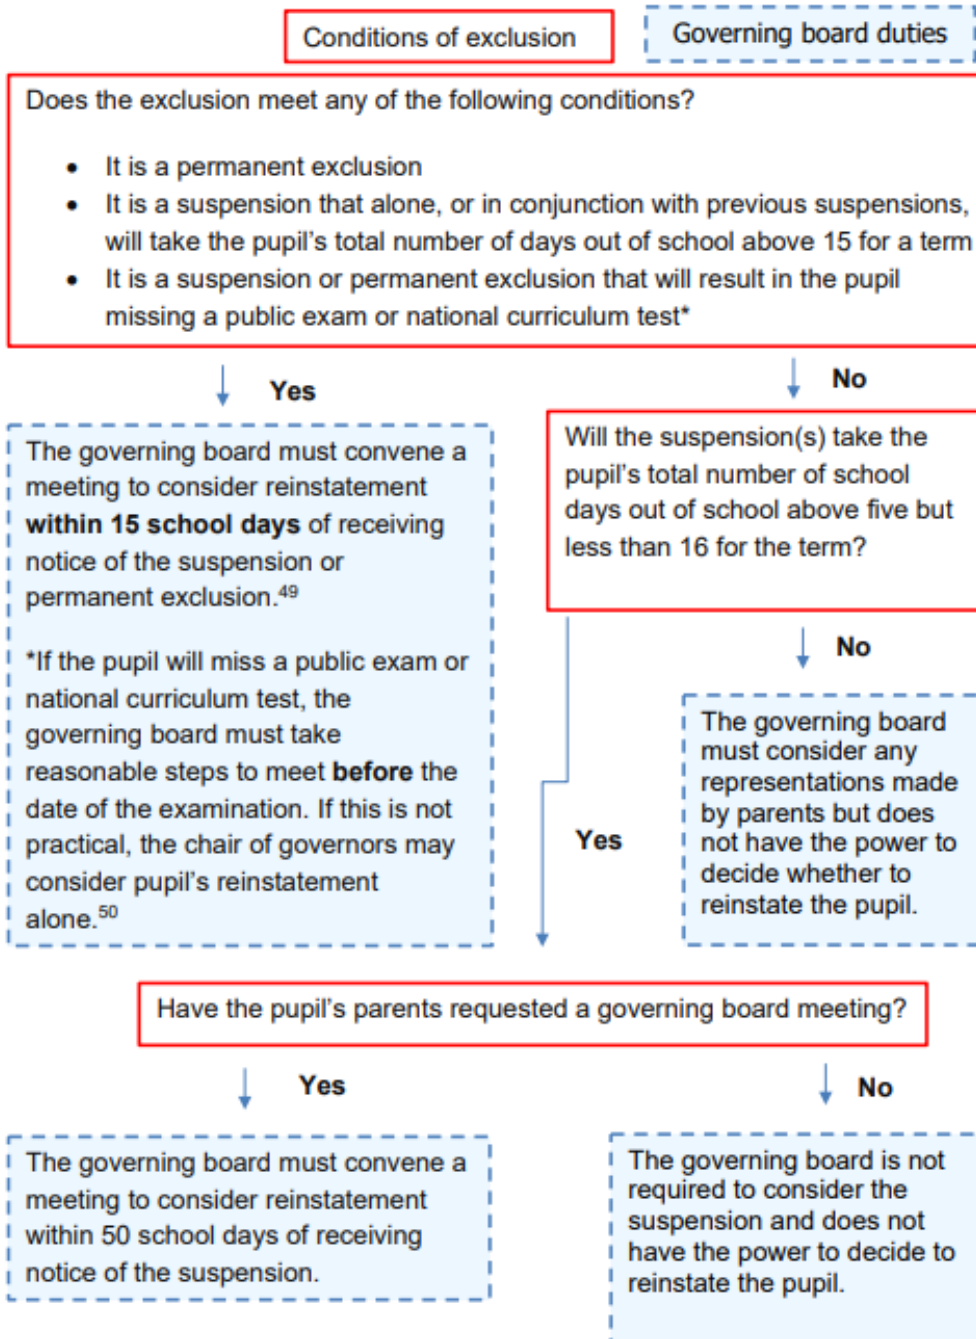 Conditions of exclusion
Governing board duties
Does the exclusion meet any of the following conditions?
• It is a permanent exclusion
• It is a suspension that alone, or in conjunction with previous suspensions,
will take the pupil's total number of days out of school above 15 for a term
• It is a suspension or permanent exclusion that will result in the pupil
missing a public exam or national curriculum test*
Yes
No
The governing board must convene a
meeting to consider reinstatement
within 15 school days of receiving
notice of the suspension or
permanent exclusion.49
*If the pupil will miss a public exam or
national curriculum test, the
governing board must take
reasonable steps to meet before the
date of the examination. If this is not
practical, the chair of governors may
consider pupil's reinstatement
alone.50
Will the suspension(s) take the
pupil's total number of school
days out of school above five but
less than 16 for the term?
No
The governing board
must consider any
representations made
by parents but does
not have the power to
decide whether to
reinstate the pupil.
Yes
Have the pupil's parents requested a governing board meeting?
Yes
No
The governing board must convene a
meeting to consider reinstatement
within 50 school days of receiving
notice of the suspension.
The governing board is not
required to consider the
suspension and does not
have the power to decide to
reinstate the pupil.